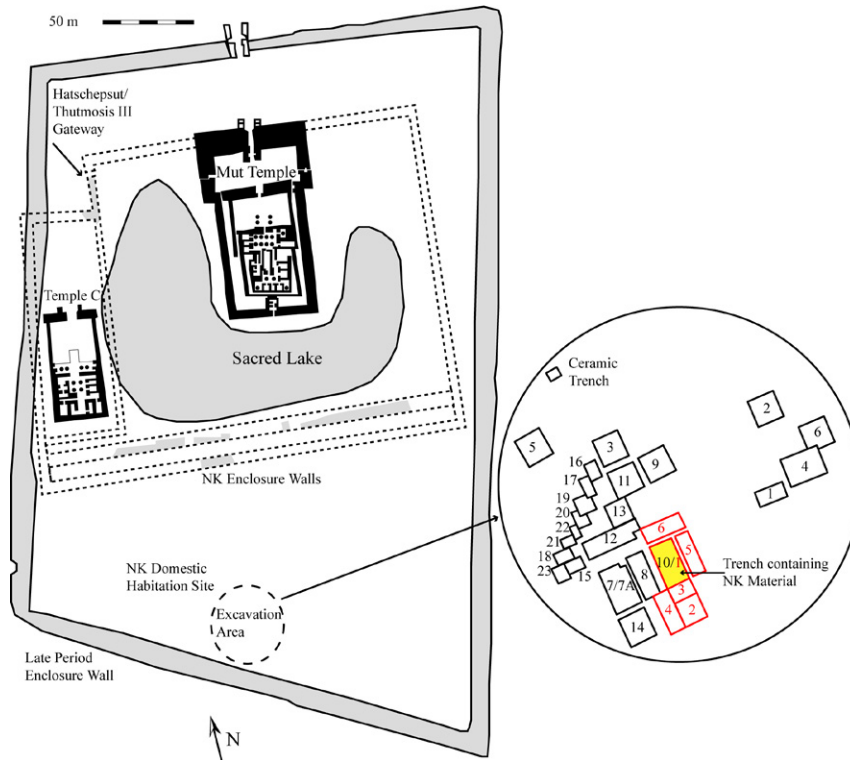 50 m
Hatschepsut/
Thutmosis III
Gateway
Mut Temple
Temple C
Sacred Lake
NK Enclosure Walls
NK Domestic
Habitation Site
Excavation
Area
Late Period
Enclosure Wall
N
Ceramic
Trench
2
5
3
6
16
9
4
17
11
1
19
20
13
22
12
6
21
5
18
10/1
Trench containing
NK Material
23
15
7/7A
8
3
4
2
14